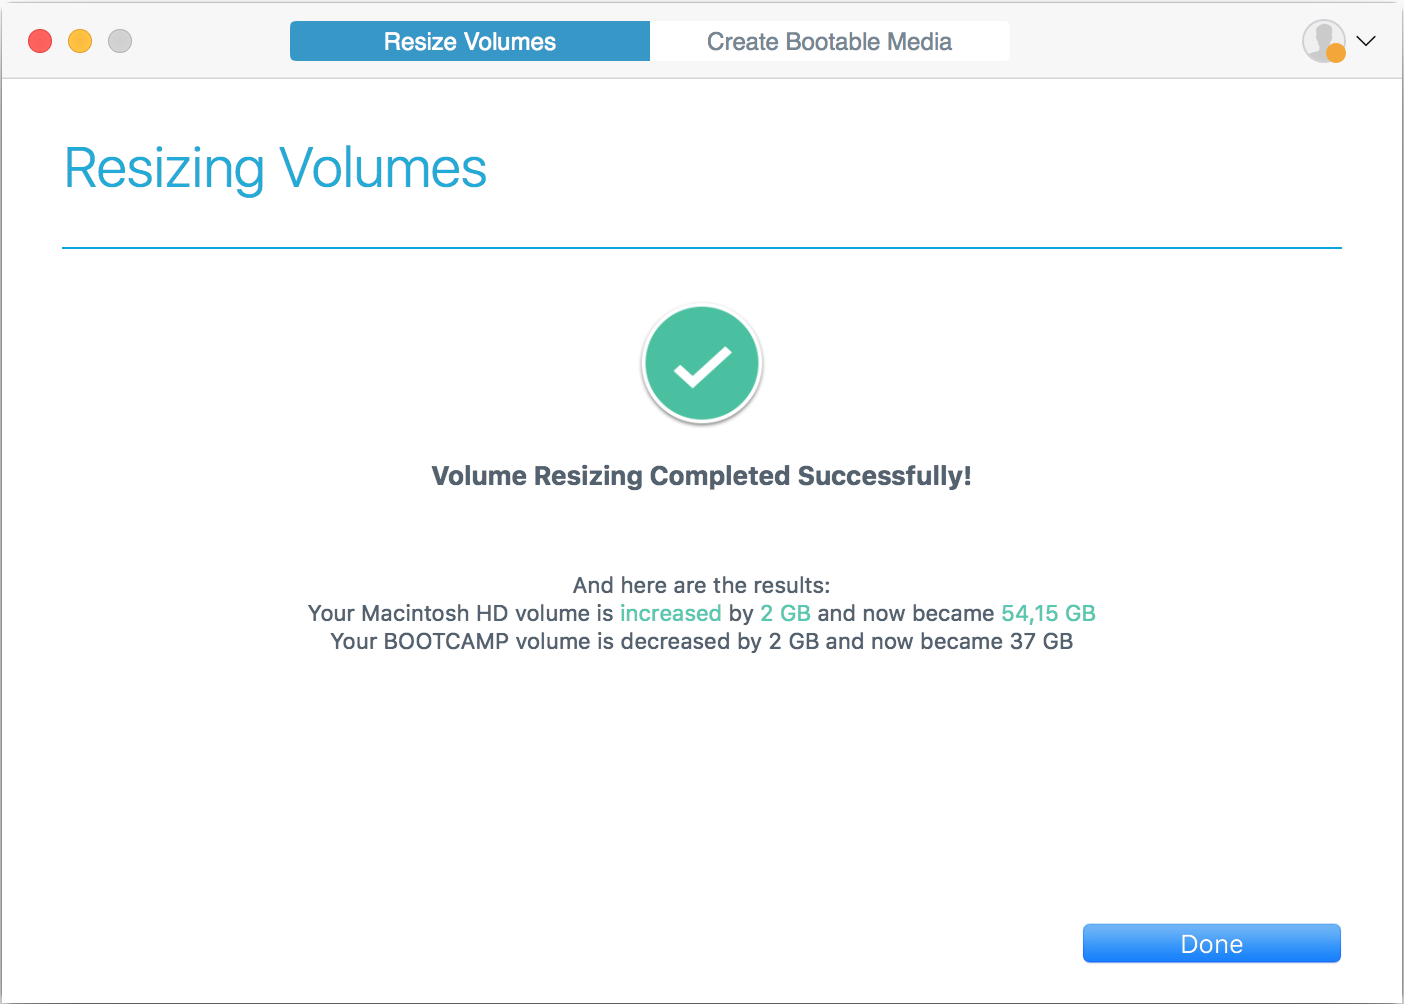 Resize Volumes
Create Bootable Media
Resizing Volumes
Volume Resizing Completed Successfully!
And here are the results:
Your Macintosh HD volume is increased by 2 GB and now became 54,15 GB
Your BOOTCAMP volume is decreased by 2 GB and now became 37 GB
Done